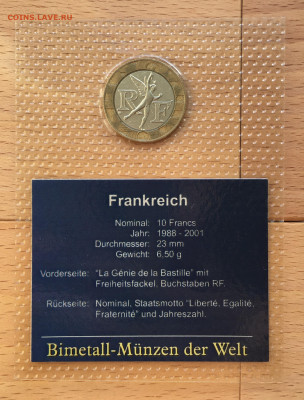 COINS.LAVE.RU
R F
Frankreich
Nominal: 10 Francs
Jahr: 1988 - 2001
Durchmesser: 23 mm
Gewicht: 6,50 g
Vorderseite: "La Génie de la Bastille" mit
Freiheitsfackel, Buchstaben RF.
Rückseite: Nominal, Staatsmotto "Liberté, Egalité,
Fraternité" und Jahreszahl.
Bimetall-Münzen der Welt